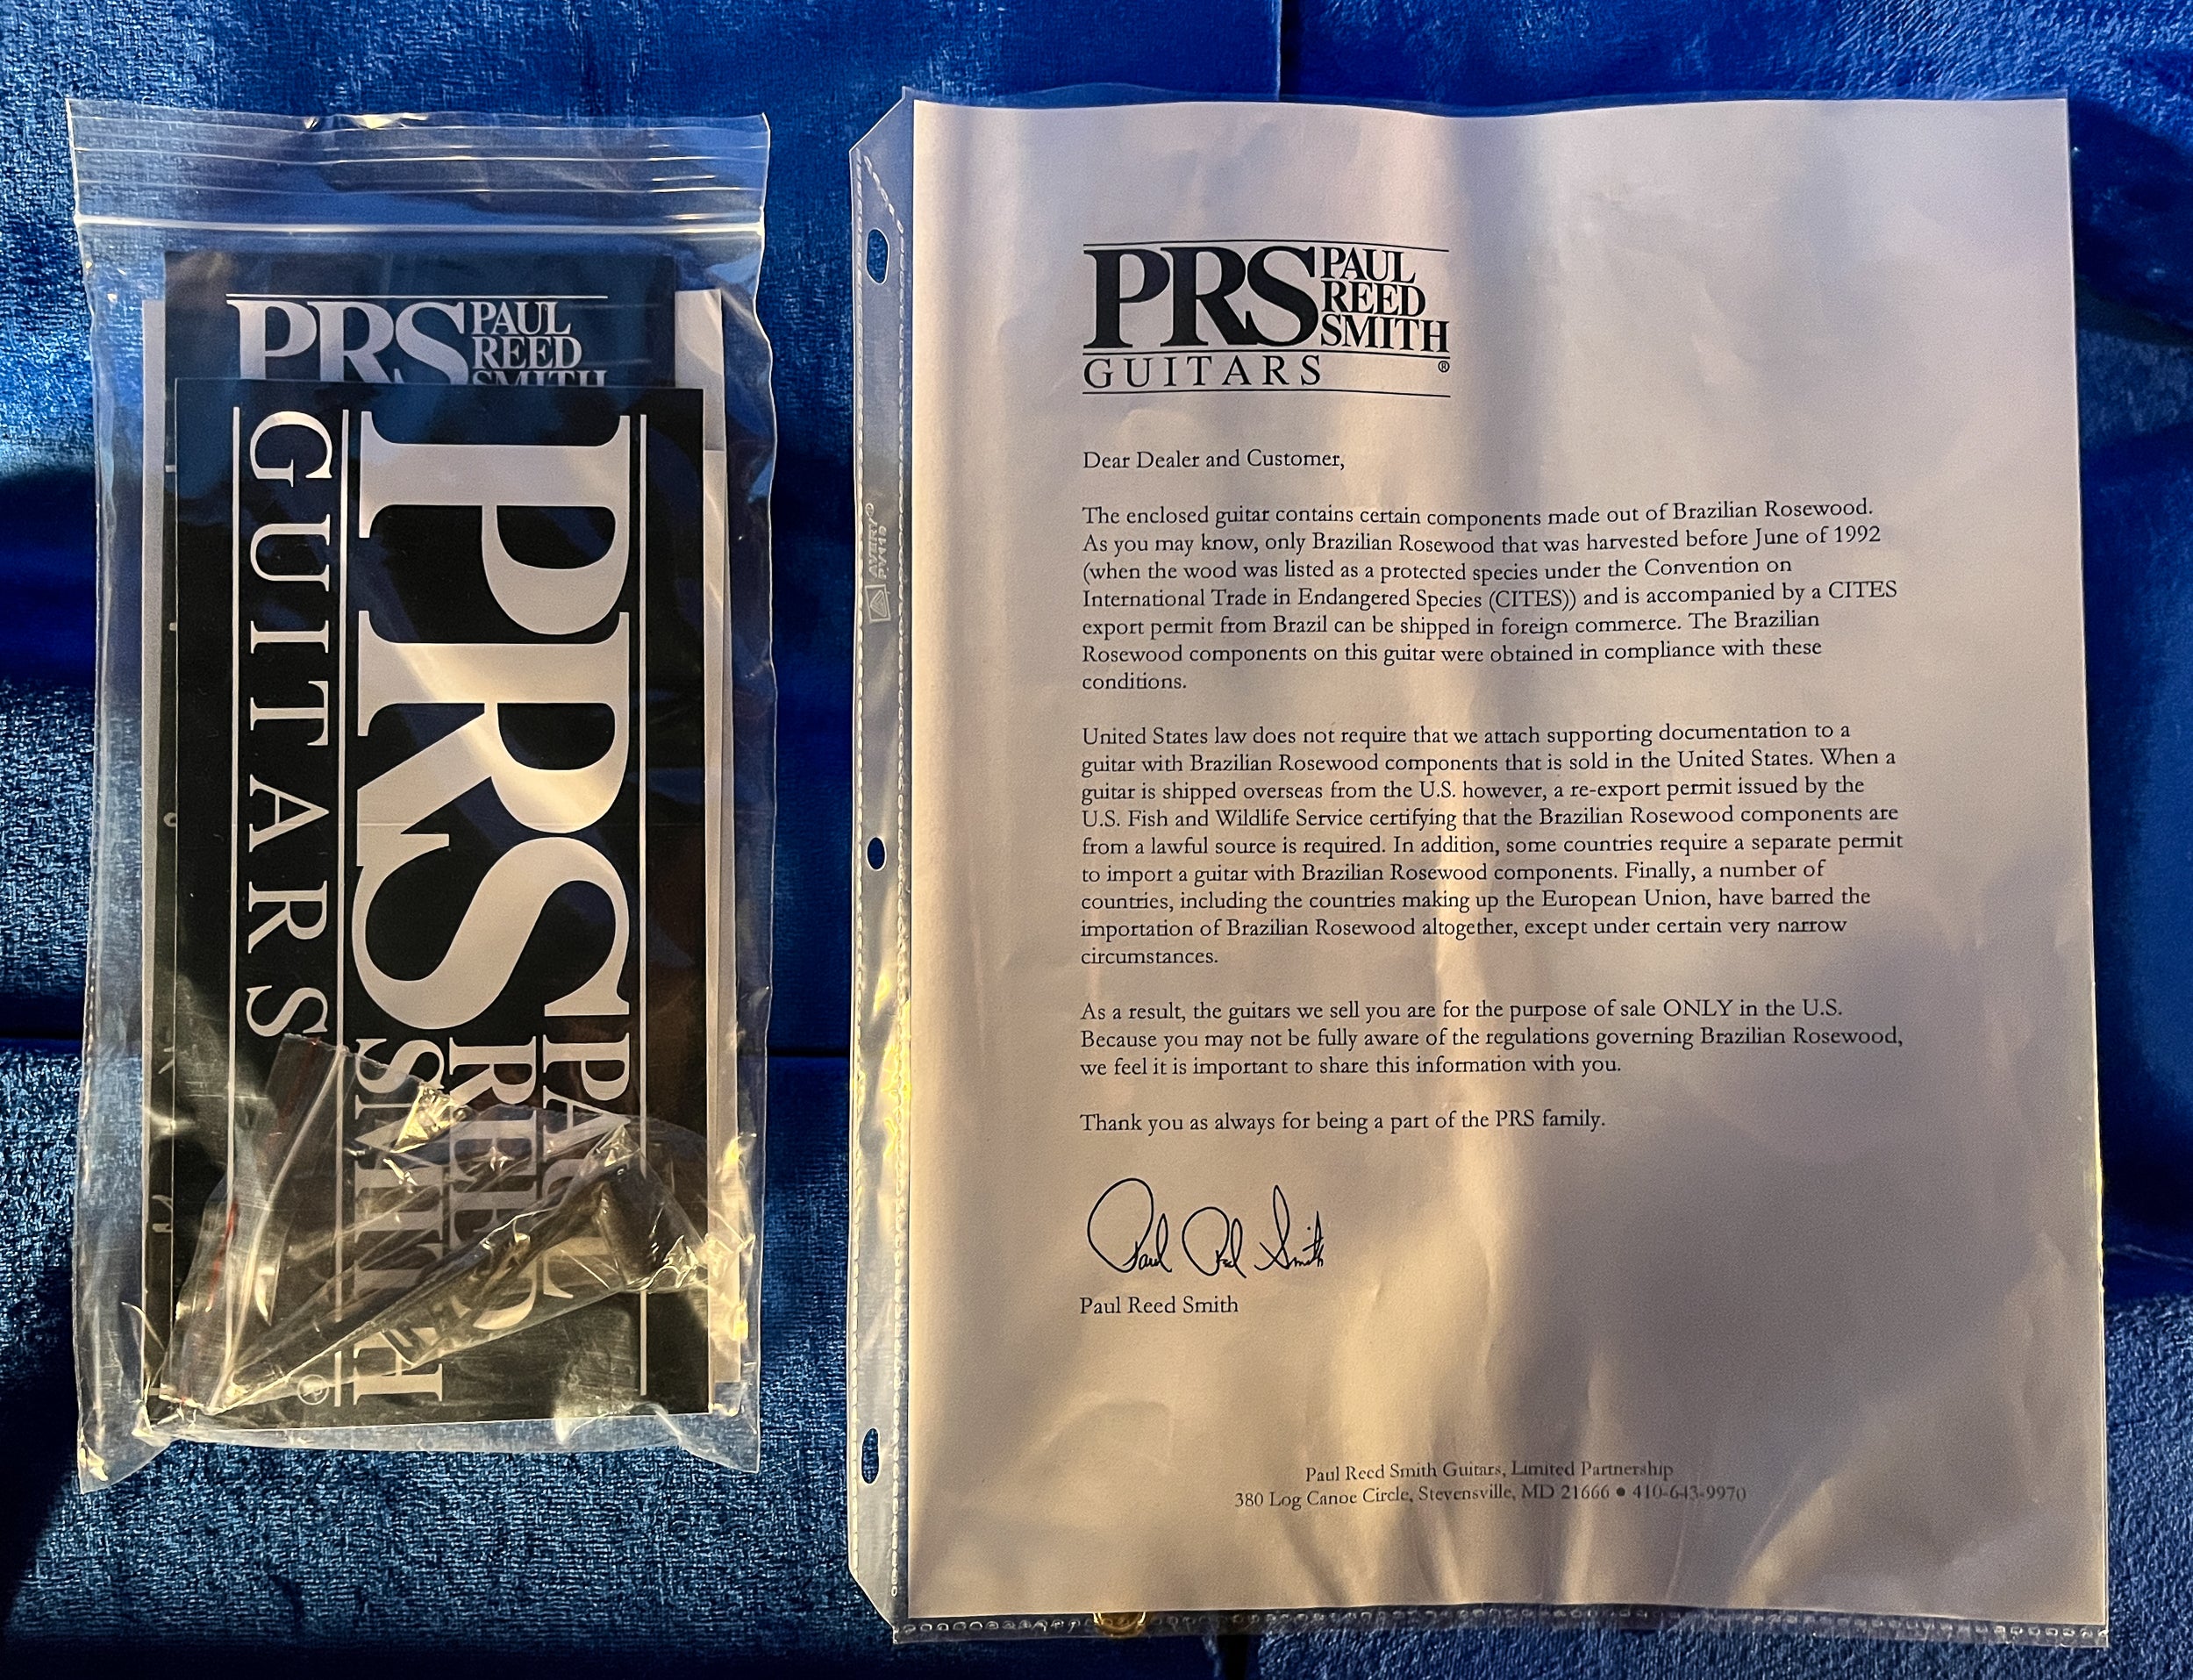 PRS PAUL
REED
SMITH
GUITARS
PRS PAUL
REED
SMITH
®
AVERY
PRS PAUL
REED
SMITH
GUITARS ®
Dear Dealer and Customer,
The enclosed guitar contains certain components made out of Brazilian Rosewood.
As you may know, only Brazilian Rosewood that was harvested before June of 1992
(when the wood was listed as a protected species under the Convention on
International Trade in Endangered Species (CITES)) and is accompanied by a CITES
export permit from Brazil can be shipped in foreign commerce. The Brazilian
Rosewood components on this guitar were obtained in compliance with these
conditions.
United States law does not require that we attach supporting documentation to a
guitar with Brazilian Rosewood components that is sold in the United States. When a
guitar is shipped overseas from the U.S. however, a re-export permit issued by the
U.S. Fish and Wildlife Service certifying that the Brazilian Rosewood components are
from a lawful source is required. In addition, some countries require a separate permit
to import a guitar with Brazilian Rosewood components. Finally, a number of
countries, including the countries making up the European Union, have barred the
importation of Brazilian Rosewood altogether, except under certain very narrow
circumstances.
As a result, the guitars we sell you are for the purpose of sale ONLY in the U.S.
Because you may not be fully aware of the regulations governing Brazilian Rosewood,
we feel it is important to share this information with you.
Thank you as always for being a part of the PRS family.
Paul Reed Smith
Paul Reed Smith
Paul Reed Smith Guitars, Limited Partnership
380 Log Canoe Circle, Stevensville, MD 21666 ● 410-643-9970